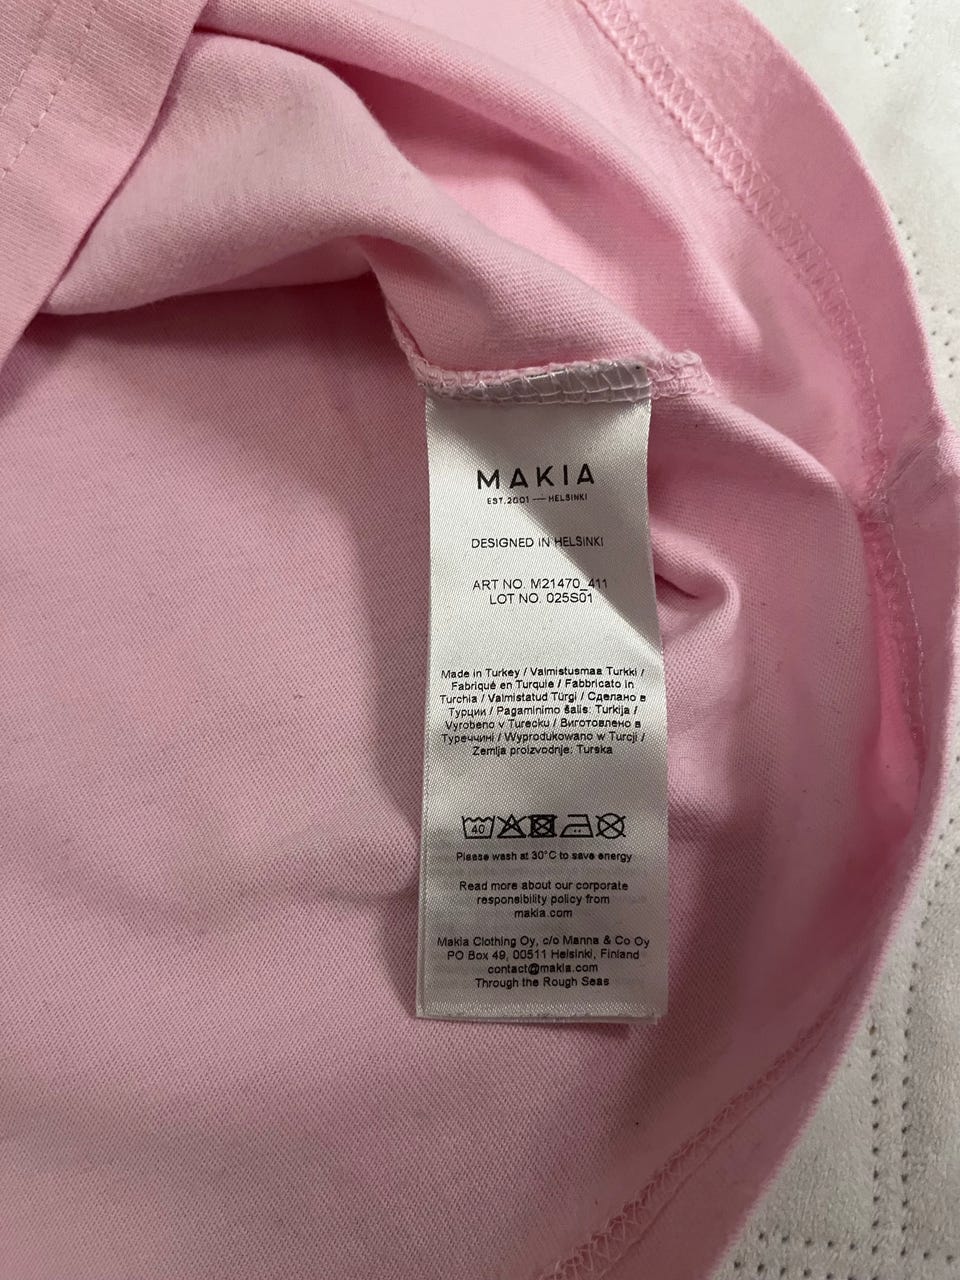 MAKIA
EST.2001 — HELSINKI
DESIGNED IN HELSINKI
ART NO. M21470_411
LOT NO. 025S01
Made in Turkey / Valmistusmaa Turkki /
Fabriqué en Turquie / Fabbricato in
Turchia / Valmistatud Türgi / Сделано в
Турции / Pagaminimo šalis: Turkija /
Vyrobeno v Turecku / Виготовлено в
Туреччині / Wyprodukowano w Turcji /
Zemlja proizvodnje: Turska
40
Please wash at 30°C to save energy
Read more about our corporate
responsibility policy from
makia.com
Makia Clothing Oy, c/o Manna & Co Oy
PO Box 49, 00511 Helsinki, Finland
contact@makia.com
Through the Rough Seas